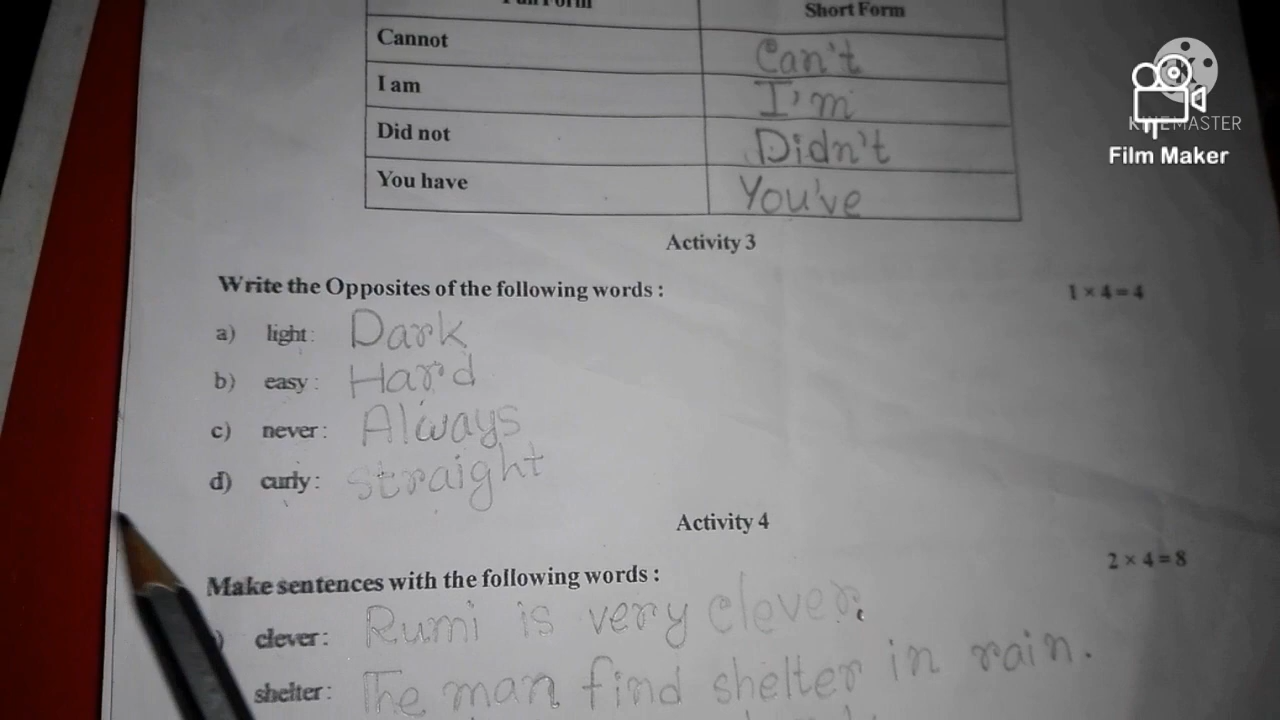 Short Form
Cannot Can't
I am I'm
Did not Didn't
You have You've
Activity 3
Write the Opposites of the following words : 1 × 4 = 4
a) light : Dark
b) easy : Hard
c) never : Always
d) curly : straight
Activity 4
Make sentences with the following words : 2 × 4 = 8
) clever : Rumi is very clever.
shelter : The man find shelter in rain.
KINEMASTER
Film Maker